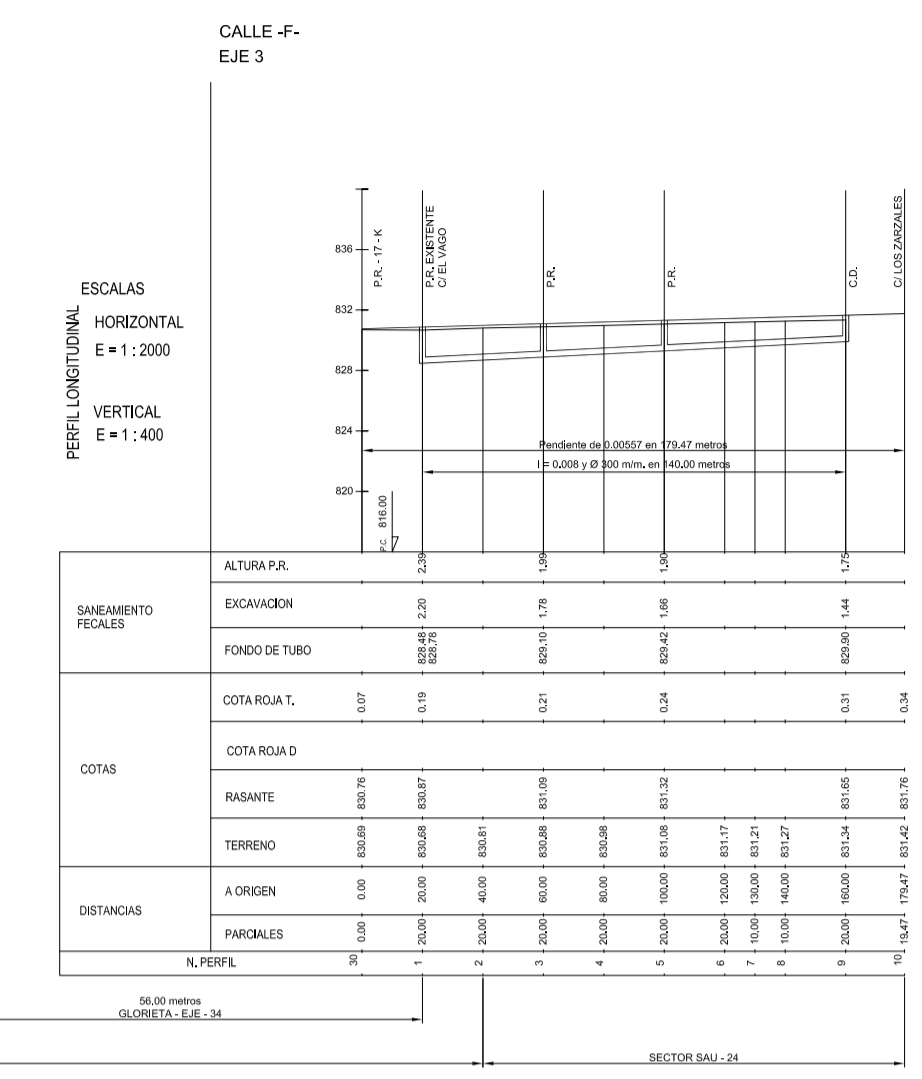 CALLE -F-
EJE 3
PERFIL LONGITUDINAL
ESCALAS
HORIZONTAL
E = 1 : 2000
VERTICAL
E = 1 : 400
836
832
828
824
820
P.C. 816.00
P.R. - 17 - K
P.R. EXISTENTE
C/ EL VAGO
P.R.
P.R.
C.D.
C/ LOS ZARZALES
Pendiente de 0.00557 en 179.47 metros
I = 0.008 y Ø 300 m/m. en 140.00 metros
SANEAMIENTO
FECALES
ALTURA P.R. 2.39 1.99 1.90 1.75
EXCAVACION 2.20 1.78 1.66 1.44
FONDO DE TUBO 828.48 828.78 829.10 829.42 829.90
COTAS
COTA ROJA T. 0.07 0.19 0.21 0.24 0.31 0.34
COTA ROJA D
RASANTE 830.76 830.87 831.09 831.32 831.65 831.76
TERRENO 830.69 830.68 830.81 830.88 830.98 831.08 831.17 831.21 831.27 831.34 831.42
DISTANCIAS
A ORIGEN 0.00 20.00 40.00 60.00 80.00 100.00 120.00 130.00 140.00 160.00 179.47
PARCIALES 0.00 20.00 20.00 20.00 20.00 20.00 20.00 10.00 10.00 20.00 19.47
N. PERFIL 30 1 2 3 4 5 6 7 8 9 10
56,00 metros
GLORIETA - EJE - 34
SECTOR SAU - 24